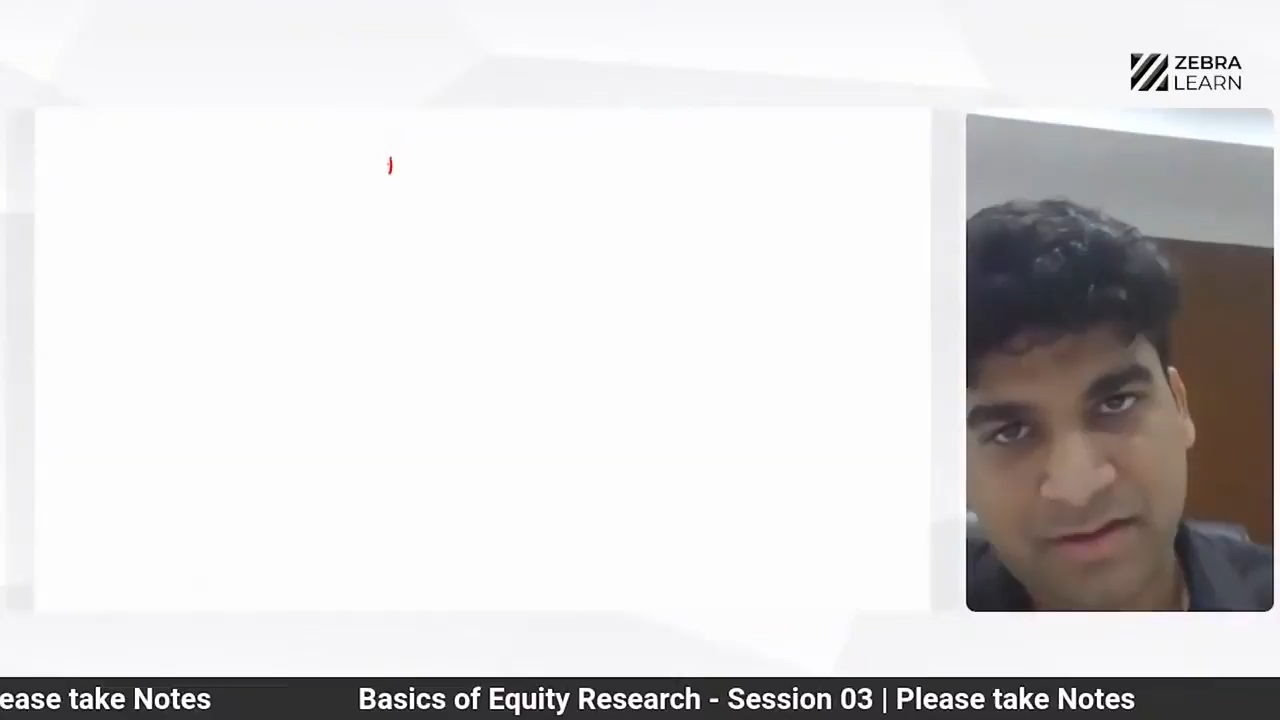 ZEBRA
LEARN
ease take Notes
Basics of Equity Research - Session 03 | Please take Notes